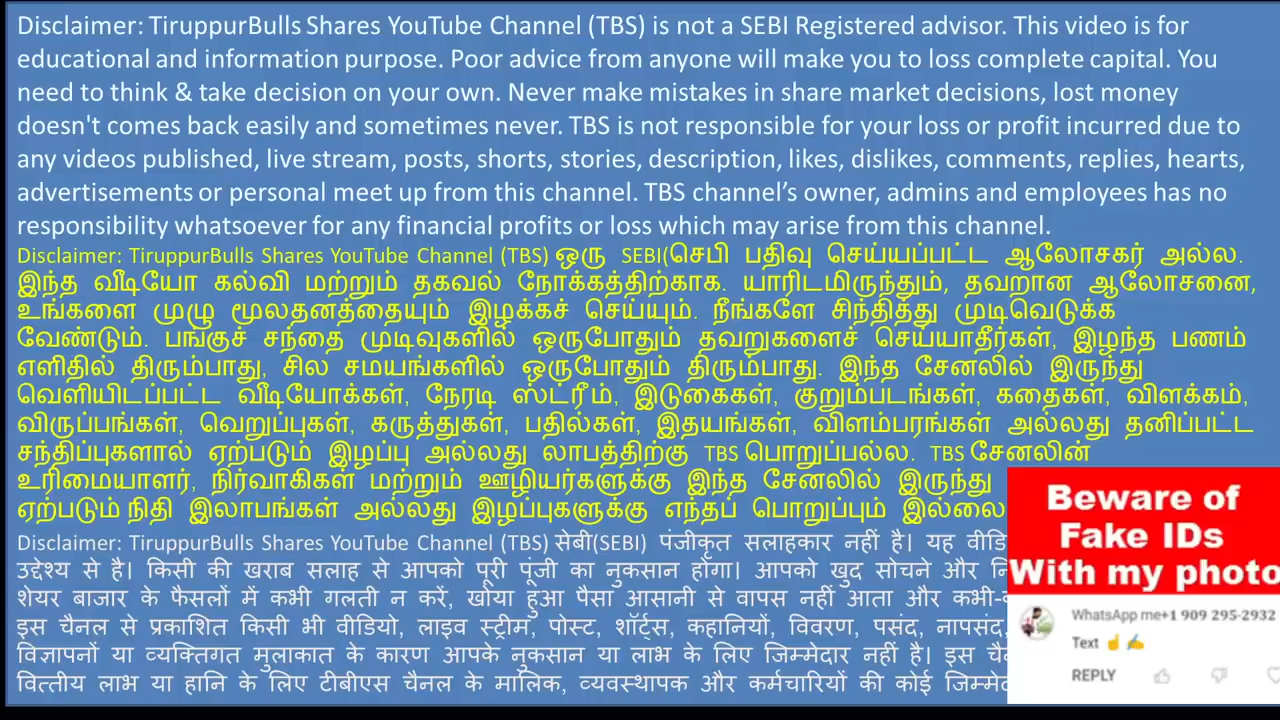 Disclaimer: TiruppurBulls Shares YouTube Channel (TBS) is not a SEBI Registered advisor. This video is for
educational and information purpose. Poor advice from anyone will make you to loss complete capital. You
need to think & take decision on your own. Never make mistakes in share market decisions, lost money
doesn't comes back easily and sometimes never. TBS is not responsible for your loss or profit incurred due to
any videos published, live stream, posts, shorts, stories, description, likes, dislikes, comments, replies, hearts,
advertisements or personal meet up from this channel. TBS channel’s owner, admins and employees has no
responsibility whatsoever for any financial profits or loss which may arise from this channel.
Disclaimer: TiruppurBulls Shares YouTube Channel (TBS) ஒரு SEBI(செபி பதிவு செய்யப்பட்ட ஆலோசகர் அல்ல.
இந்த வீடியோ கல்வி மற்றும் தகவல் நோக்கத்திற்காக. யாரிடமிருந்தும், தவறான ஆலோசனை,
உங்களை முழு மூலதனத்தையும் இழக்கச் செய்யும். நீங்களே சிந்தித்து முடிவெடுக்க
வேண்டும். பங்குச் சந்தை முடிவுகளில் ஒருபோதும் தவறுகளைச் செய்யாதீர்கள், இழந்த பணம்
எளிதில் திரும்பாது, சில சமயங்களில் ஒருபோதும் திரும்பாது. இந்த சேனலில் இருந்து
வெளியிடப்பட்ட வீடியோக்கள், நேரடி ஸ்ட்ரீம், இடுகைகள், குறும்படங்கள், கதைகள், விளக்கம்,
விருப்பங்கள், வெறுப்புகள், கருத்துகள், பதில்கள், இதயங்கள், விளம்பரங்கள் அல்லது தனிப்பட்ட
சந்திப்புகளால் ஏற்படும் இழப்பு அல்லது லாபத்திற்கு TBS பொறுப்பல்ல. TBS சேனலின்
உரிமையாளர், நிர்வாகிகள் மற்றும் ஊழியர்களுக்கு இந்த சேனலில் இருந்து
ஏற்படும் நிதி இலாபங்கள் அல்லது இழப்புகளுக்கு எந்தப் பொறுப்பும் இல்லை
Disclaimer: TiruppurBulls Shares YouTube Channel (TBS) सेबी(SEBI) पंजीकृत सलाहकार नहीं है। यह
उद्देश्य से है। किसी की खराब सलाह से आपको पूरी पूंजी का नुकसान होगा। आपको खुद सोचने और
शेयर बाजार के फैसलों में कभी गलती न करें, खोया हुआ पैसा आसानी से वापस नहीं आता और
इस चैनल से प्रकाशित किसी भी वीडियो, लाइव स्ट्रीम, पोस्ट, शॉर्ट्स, कहानियों, विवरण, पसंद, नापसंद,
विज्ञापनों या व्यक्तिगत मुलाकात के कारण आपके नुकसान या लाभ के लिए जिम्मेदार नहीं है। इस
वित्तीय लाभ या हानि के लिए टीबीएस चैनल के मालिक, व्यवस्थापक और कर्मचारियों की कोई
Beware of
Fake IDs
With my photo
WhatsApp me+1 909 295-2932
Text ☝️✍️
REPLY